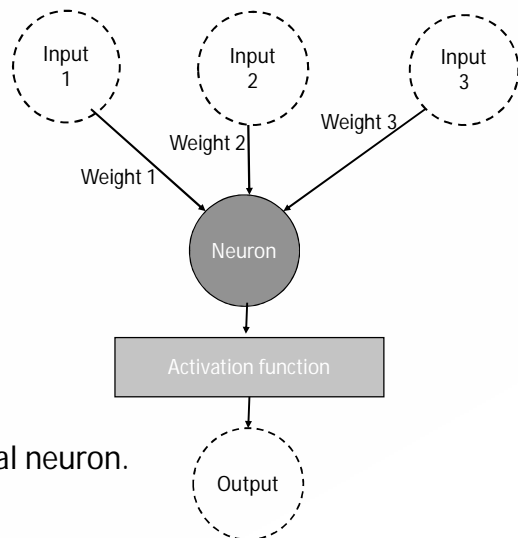 Input
1
Input
2
Input
3
Weight 1
Weight 2
Weight 3
Neuron
Activation function
al neuron.
Output